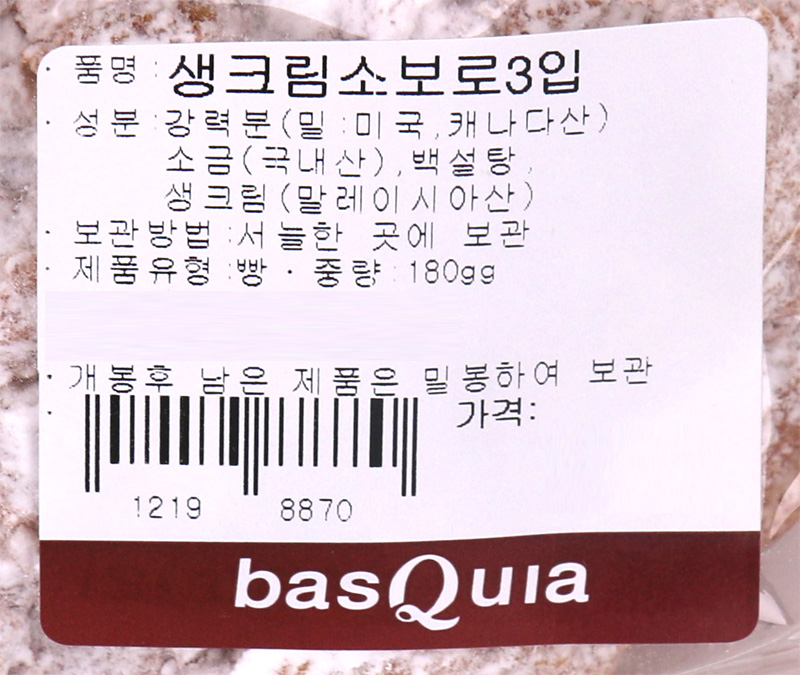 · 품명 : 생크림소보로3입
· 성분 : 강력분(밀 : 미국, 캐나다산)
소금(국내산), 백설탕,
생크림(말레이시아산)
· 보관방법 : 서늘한 곳에 보관
· 제품유형 : 빵 · 중량 : 180gg
· 개봉후 남은 제품은 밀봉하여 보관
· 가격:
1219 8870
basQuia